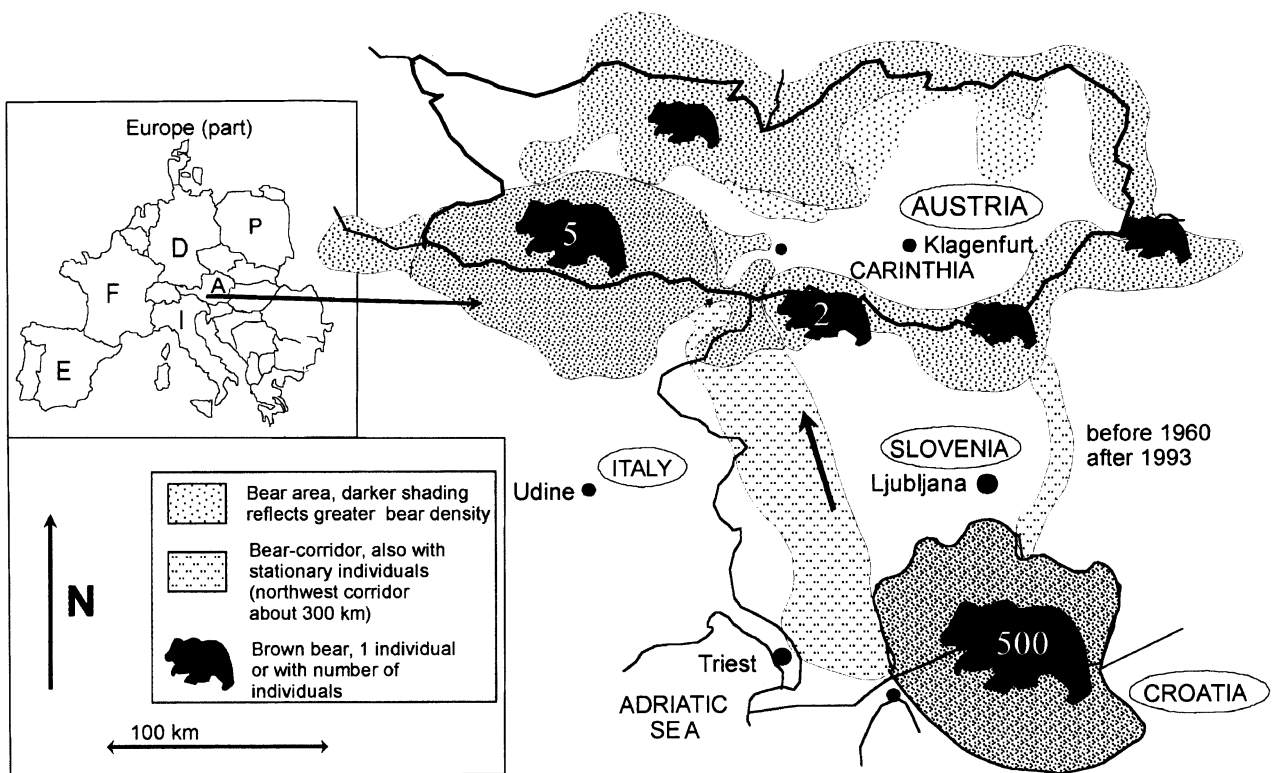 Europe (part)
D
P
F
A
I
E
N
Bear area, darker shading
reflects greater bear density
Bear-corridor, also with
stationary individuals
(northwest corridor
about 300 km)
Brown bear, 1 individual
or with number of
individuals
100 km
5
AUSTRIA
Klagenfurt
CARINTHIA
2
before 1960
after 1993
SLOVENIA
Ljubljana
ITALY
Udine
500
Triest
CROATIA
ADRIATIC
SEA